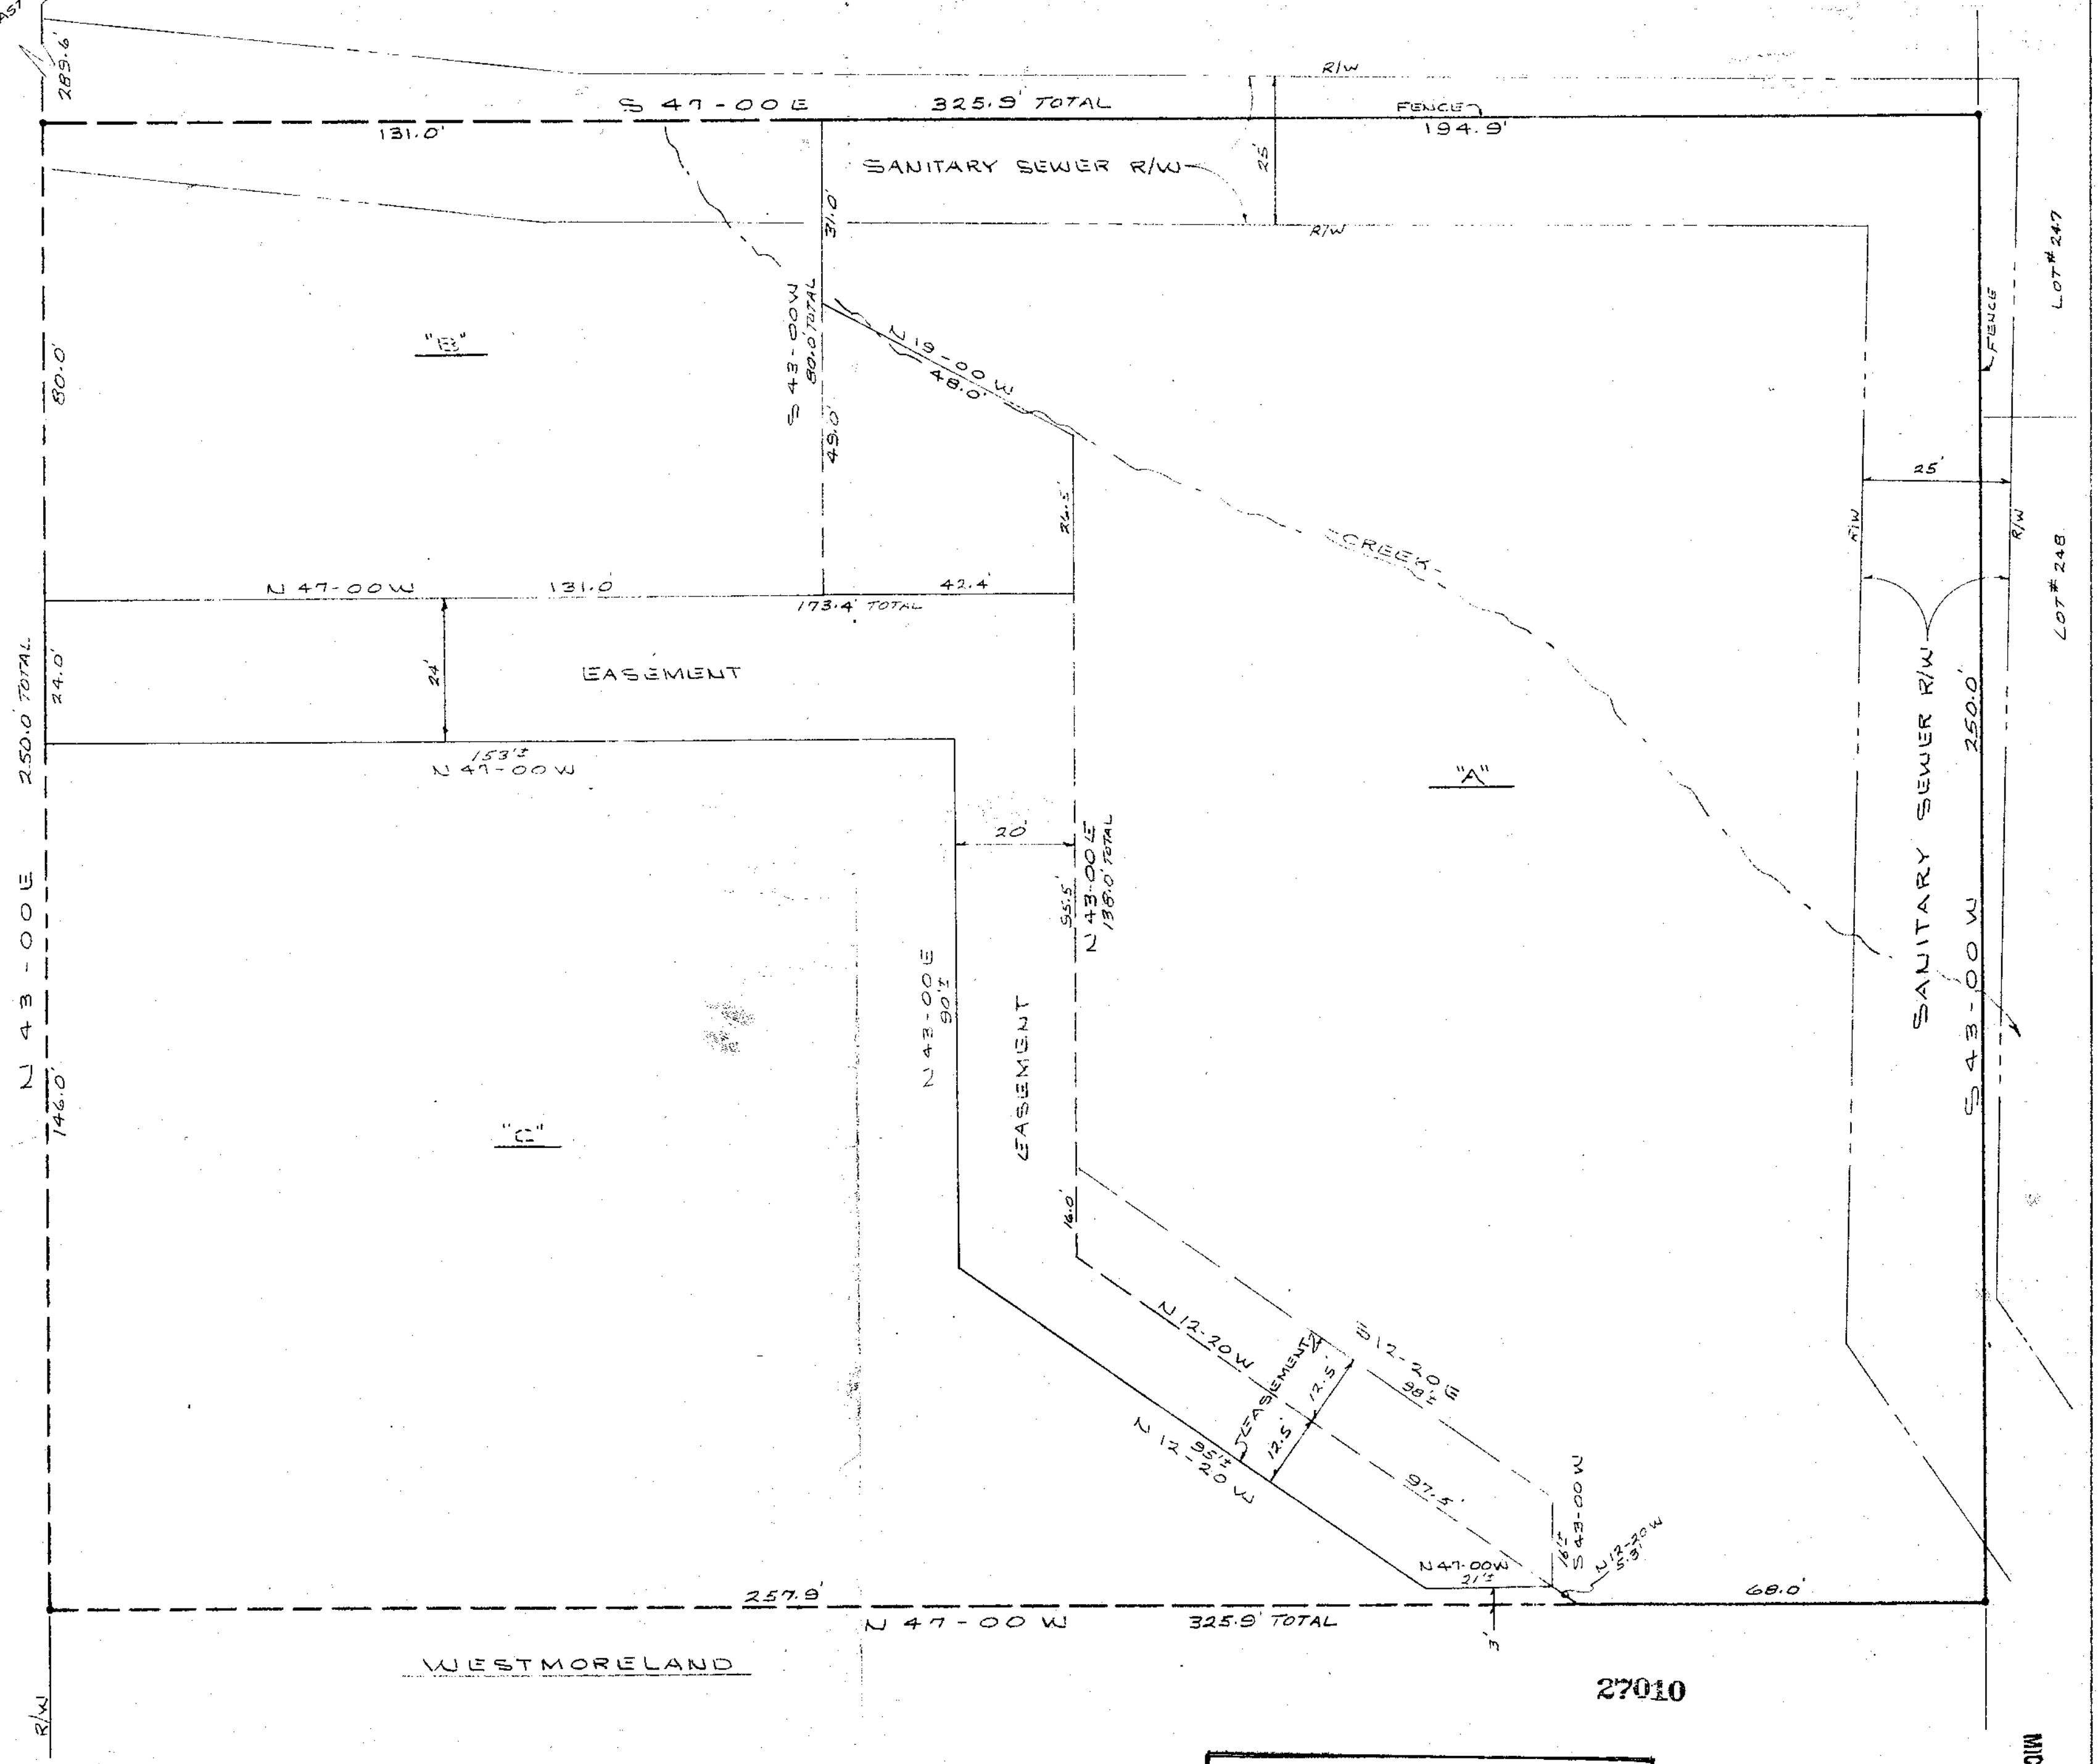 289.6'
R/W
S 47-00 E 325.9' TOTAL
FENCE
131.0'
194.9'
SANITARY SEWER R/W
25'
31.0'
R/W
LOT # 247
FENCE
"B"
S 43-00 W
80.0' TOTAL
80.0'
N 19-00 W
48.0'
49.0'
25'
26.5'
R/W
R/W
CREEK
LOT # 248
N 47-00 W 131.0'
42.4'
173.4' TOTAL
24.0'
24'
EASEMENT
250.0' TOTAL
N 43-00 E
153'±
N 47-00 W
"A"
SANITARY SEWER R/W
250.0'
S 43-00 W
20'
95.5'
N 43-00 E
138.0' TOTAL
N 43-00 E
90'±
EASEMENT
146.0'
"C"
16.0'
N 12-20 W
EASEMENT
12.5'
12.5'
S 12-20 E
98'±
95'±
N 12-20 W
97.5'
16'±
S 43-00 W
N 12-20 W
5.3'
N 47-00 W
21'±
68.0'
257.9'
N 47-00 W 325.9' TOTAL
3'
WESTMORELAND
27010
R/W